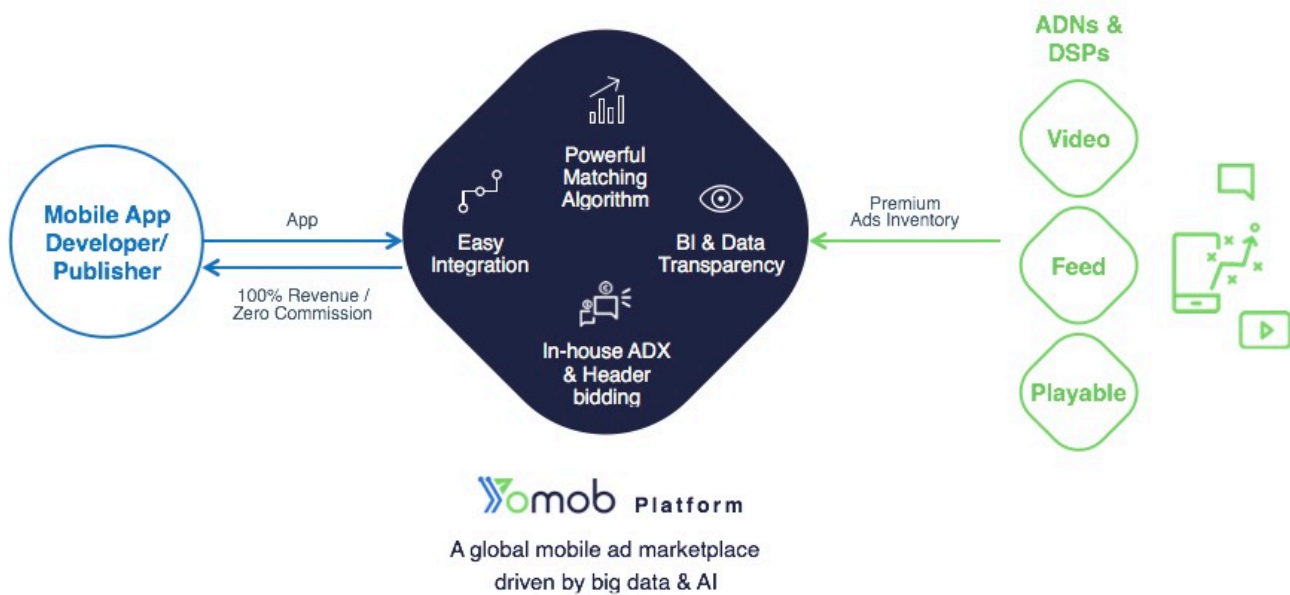 ADNs &
DSPs
Video
Feed
Playable
Powerful
Matching
Algorithm
Easy
Integration
BI & Data
Transparency
In-house ADX
& Header
bidding
Mobile App
Developer/
Publisher
App
100% Revenue /
Zero Commission
Premium
Ads Inventory
Yomob Platform
A global mobile ad marketplace
driven by big data & AI